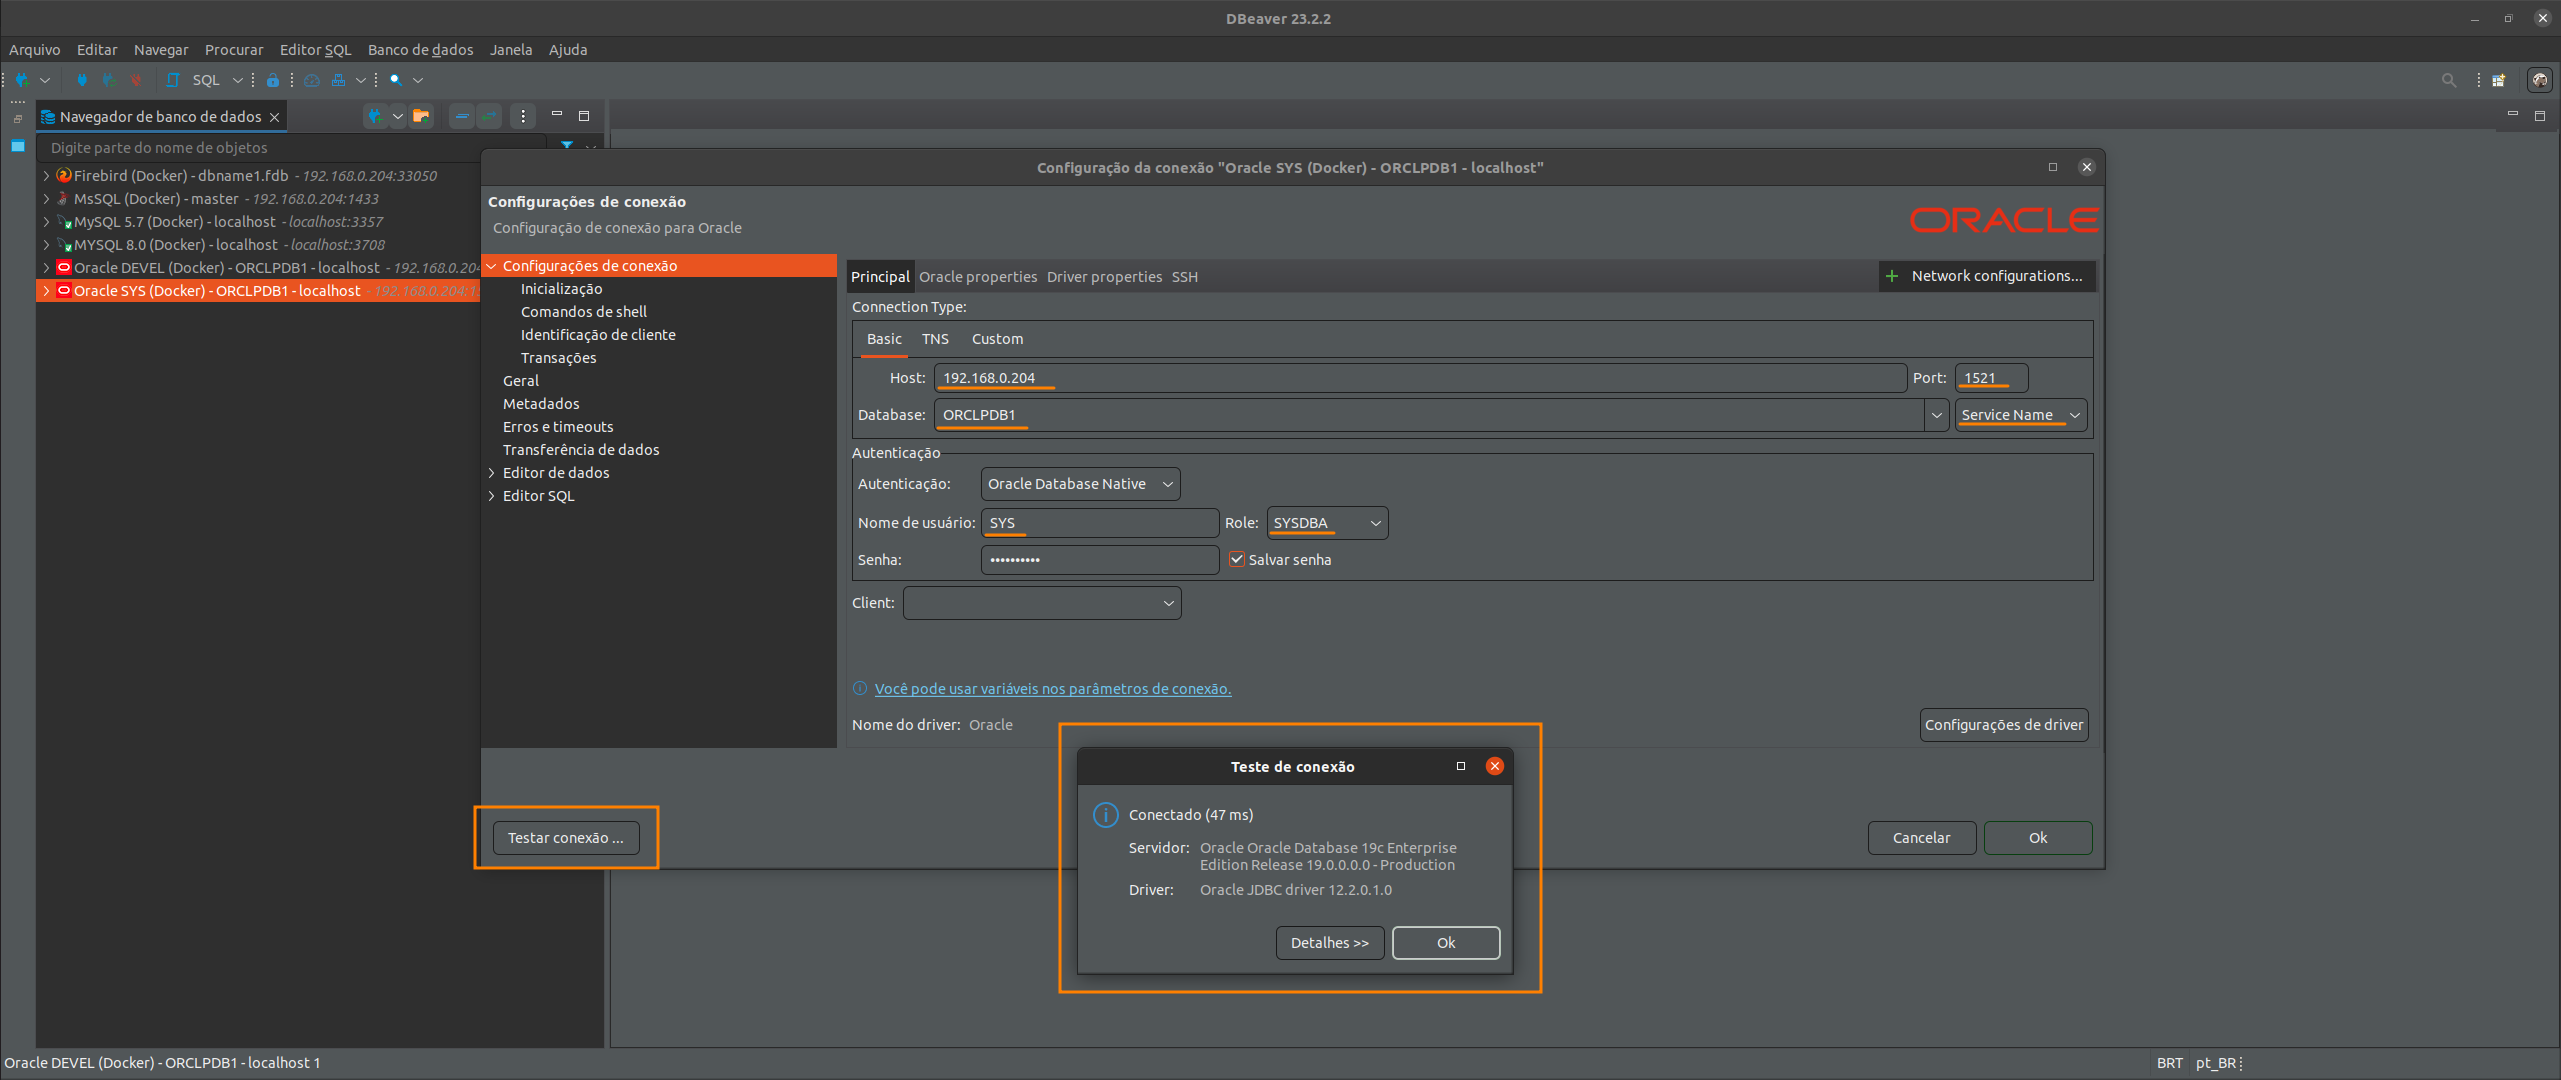 DBeaver 23.2.2
Arquivo Editar Navegar Procurar Editor SQL Banco de dados Janela Ajuda
SQL
Navegador de banco de dados
Digite parte do nome de objetos
Firebird (Docker) - dbname1.fdb - 192.168.0.204:33050
MsSQL (Docker) - master - 192.168.0.204:1433
MySQL 5.7 (Docker) - localhost - localhost:3357
MYSQL 8.0 (Docker) - localhost - localhost:3708
Oracle DEVEL (Docker) - ORCLPDB1 - localhost - 192.168.0.204
Oracle SYS (Docker) - ORCLPDB1 - localhost - 192.168.0.204:1
Configuração da conexão "Oracle SYS (Docker) - ORCLPDB1 - localhost"
Configurações de conexão
Configuração de conexão para Oracle
ORACLE
Configurações de conexão
Inicialização
Comandos de shell
Identificação de cliente
Transações
Geral
Metadados
Erros e timeouts
Transferência de dados
Editor de dados
Editor SQL
Principal Oracle properties Driver properties SSH
Network configurations...
Connection Type:
Basic TNS Custom
Host: 192.168.0.204 Port: 1521
Database: ORCLPDB1 Service Name
Autenticação
Autenticação: Oracle Database Native
Nome de usuário: SYS Role: SYSDBA
Senha: •••••••••• Salvar senha
Client:
Você pode usar variáveis nos parâmetros de conexão.
Nome do driver: Oracle
Configurações de driver
Testar conexão ...
Cancelar Ok
Teste de conexão
Conectado (47 ms)
Servidor: Oracle Oracle Database 19c Enterprise
Edition Release 19.0.0.0.0 - Production
Driver: Oracle JDBC driver 12.2.0.1.0
Detalhes >> Ok
Oracle DEVEL (Docker) - ORCLPDB1 - localhost 1
BRT pt_BR